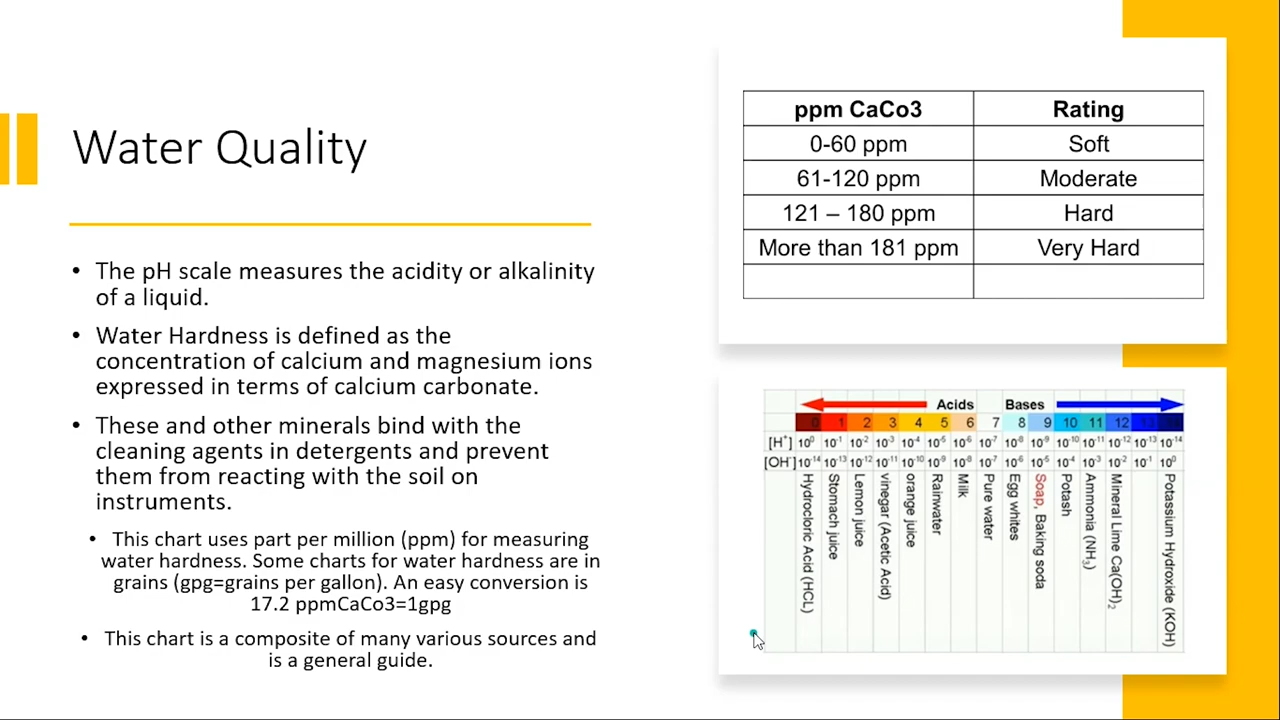 Water Quality
• The pH scale measures the acidity or alkalinity
of a liquid.
• Water Hardness is defined as the
concentration of calcium and magnesium ions
expressed in terms of calcium carbonate.
• These and other minerals bind with the
cleaning agents in detergents and prevent
them from reacting with the soil on
instruments.
• This chart uses part per million (ppm) for measuring
water hardness. Some charts for water hardness are in
grains (gpg=grains per gallon). An easy conversion is
17.2 ppmCaCo3=1gpg
• This chart is a composite of many various sources and
is a general guide.
ppm CaCo3 Rating
0-60 ppm Soft
61-120 ppm Moderate
121 – 180 ppm Hard
More than 181 ppm Very Hard
Acids Bases
0 1 2 3 4 5 6 7 8 9 10 11 12
[H⁺] 10⁰ 10⁻¹ 10⁻² 10⁻³ 10⁻⁴ 10⁻⁵ 10⁻⁶ 10⁻⁷ 10⁻⁸ 10⁻⁹ 10⁻¹⁰ 10⁻¹¹ 10⁻¹² 10⁻¹³ 10⁻¹⁴
[OH⁻] 10⁻¹⁴ 10⁻¹³ 10⁻¹² 10⁻¹¹ 10⁻¹⁰ 10⁻⁹ 10⁻⁸ 10⁻⁷ 10⁻⁶ 10⁻⁵ 10⁻⁴ 10⁻³ 10⁻² 10⁻¹ 10⁰
Hydrocloric Acid (HCL)
Stomach juice
Lemon juice
vinegar (Acetic Acid)
orange juice
Rainwater
Milk
Pure water
Egg whites
Soap, Baking soda
Potash
Ammonia (NH₃)
Mineral Lime Ca(OH)₂
Potassium Hydroxide (KOH)